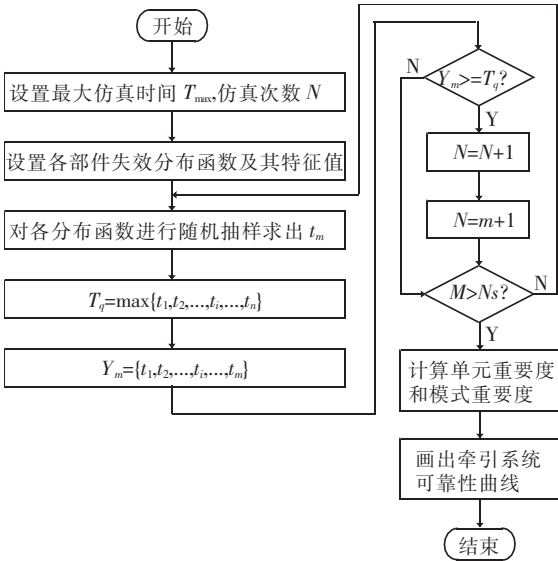 开始
设置最大仿真时间 Tmax,仿真次数 N
设置各部件失效分布函数及其特征值
对各分布函数进行随机抽样求出 tm
Tq=max{t1,t2,...,ti,...,tn}
Ym={t1,t2,...,ti,...,tm}
Ym>=Tq?
N
Y
N=N+1
N=m+1
M>Ns?
N
Y
计算单元重要度
和模式重要度
画出牵引系统
可靠性曲线
结束